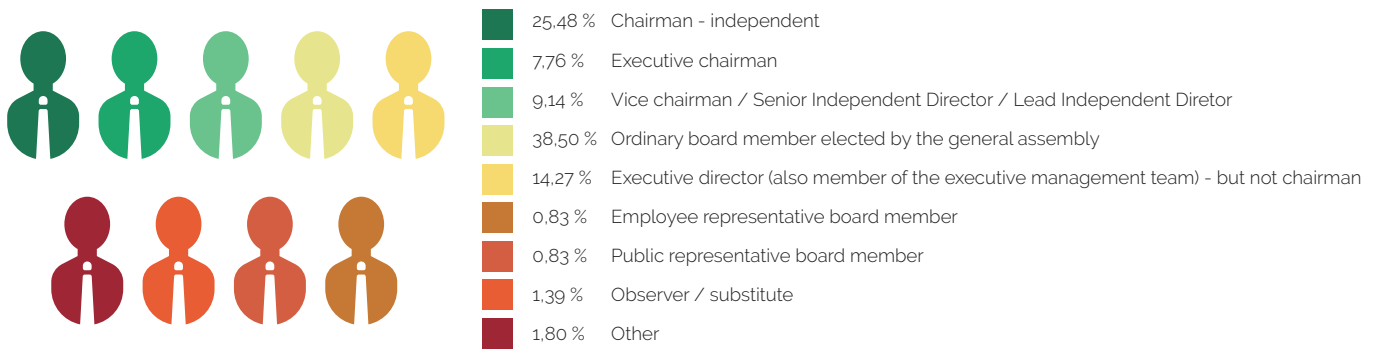 25,48 % Chairman - independent
7,76 % Executive chairman
9,14 % Vice chairman / Senior Independent Director / Lead Independent Diretor
38,50 % Ordinary board member elected by the general assembly
14,27 % Executive director (also member of the executive management team) - but not chairman
0,83 % Employee representative board member
0,83 % Public representative board member
1,39 % Observer / substitute
1,80 % Other